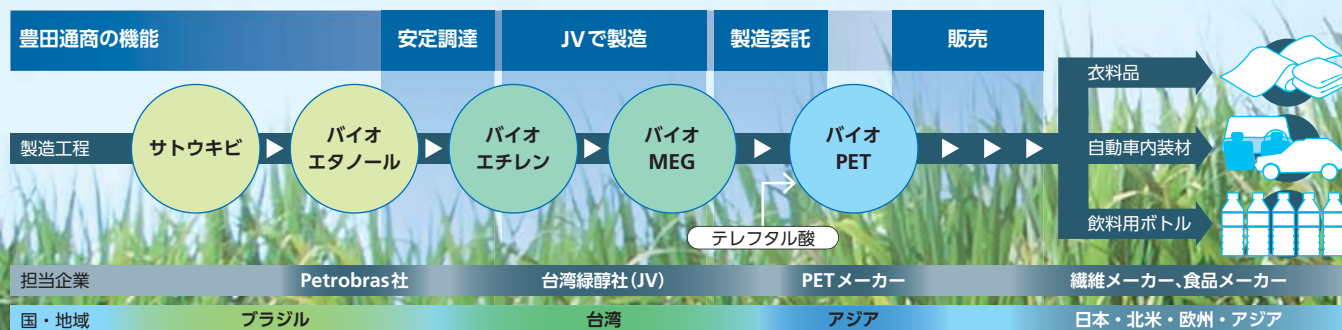 豊田通商の機能 安定調達 JVで製造 製造委託 販売
製造工程
サトウキビ
バイオ
エタノール
バイオ
エチレン
バイオ
MEG
バイオ
PET
テレフタル酸
衣料品
自動車内装材
飲料用ボトル
担当企業 Petrobras社 台湾緑醇社(JV) PETメーカー 繊維メーカー、食品メーカー
国・地域 ブラジル 台湾 アジア 日本・北米・欧州・アジア